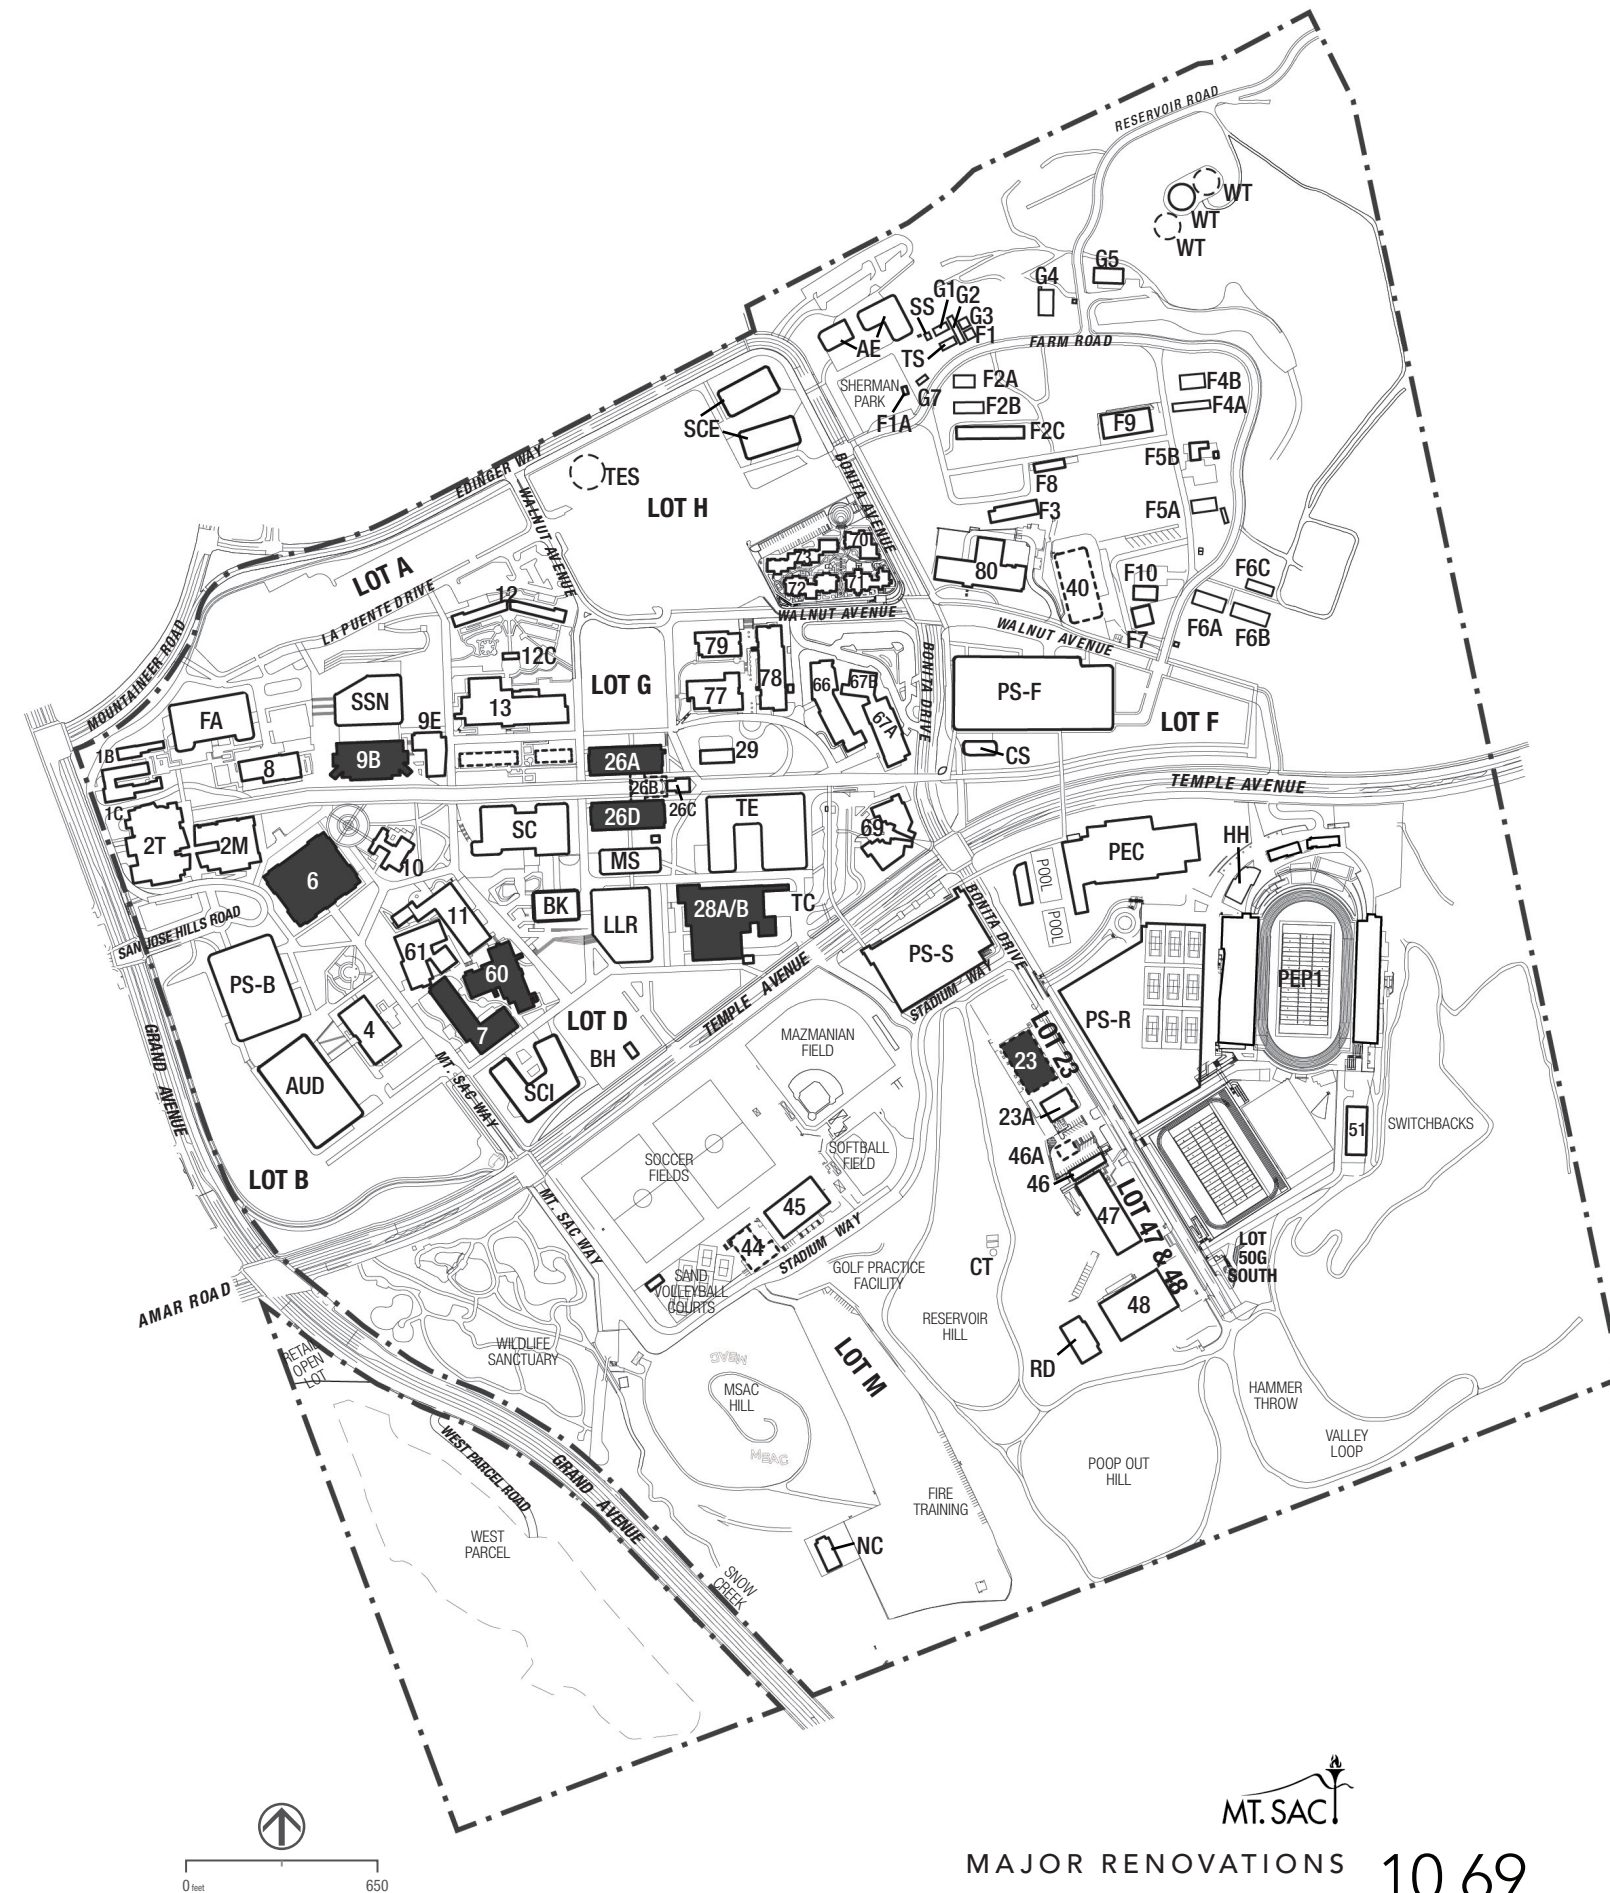 RESERVOIR ROAD
WT
WT
WT
G5
G4
G1
G2
SS
G3
F1
AE
TS
FARM ROAD
SHERMAN
PARK
G7
F1A
F2A
F2B
F2C
F4B
F4A
F9
F5B
F8
F3
F5A
SCE
EDINGER WAY
TES
LOT H
BONITA AVENUE
WALNUT AVENUE
70
73
72
71
80
40
F10
F6C
F6A
F6B
F7
LOT A
LA PUENTE DRIVE
12
12C
WALNUT AVENUE
WALNUT AVENUE
MOUNTAINEER ROAD
79
78
77
66
67B
67A
BONITA DRIVE
PS-F
LOT F
LOT G
SSN
13
FA
9E
9B
8
1B
1C
26A
26B
26C
26D
29
CS
TEMPLE AVENUE
2T
2M
SC
TE
69
10
MS
6
HH
PEC
POOL
POOL
11
BK
LLR
28A/B
TC
SAN JOSE HILLS ROAD
61
60
PS-S
BONITA DRIVE
PS-B
STADIUM WAY
PEP1
PS-R
4
7
LOT D
TEMPLE AVENUE
MAZMANIAN
FIELD
LOT 23
23
GRAND AVENUE
MT. SAC WAY
BH
SCI
AUD
23A
51
SWITCHBACKS
SOCCER
FIELDS
SOFTBALL
FIELD
46A
46
LOT B
45
47
LOT 47 & 48
MT. SAC WAY
44
STADIUM WAY
LOT
50G
SOUTH
GOLF PRACTICE
FACILITY
CT
SAND
VOLLEYBALL
COURTS
AMAR ROAD
48
RESERVOIR
HILL
RETAIL
OPEN
LOT
WILDLIFE
SANCTUARY
LOT M
RD
MSAC
MSAC
HILL
MSAC
HAMMER
THROW
VALLEY
LOOP
WEST PARCEL ROAD
GRAND AVENUE
POOP OUT
HILL
FIRE
TRAINING
WEST
PARCEL
NC
SNOW
CREEK
MT. SAC
MAJOR RENOVATIONS 10.69
0 feet 650